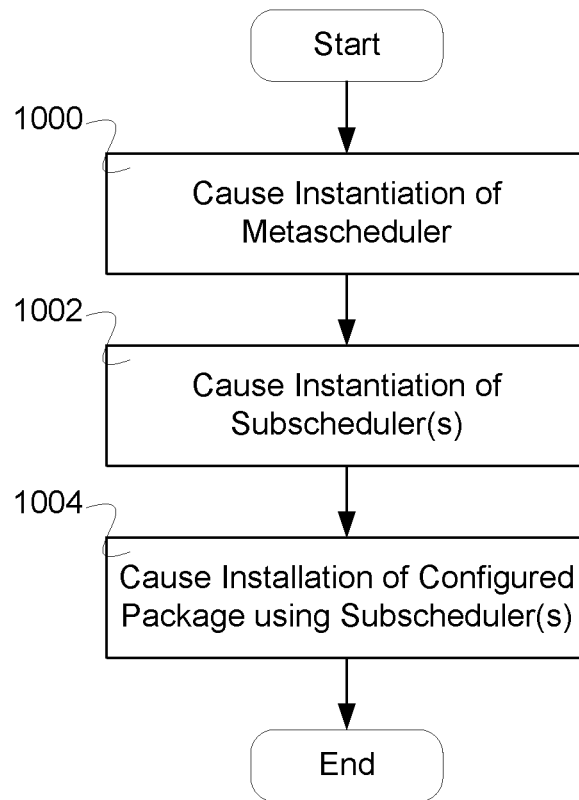 Start
1000
Cause Instantiation of
Metascheduler
1002
Cause Instantiation of
Subscheduler(s)
1004
Cause Installation of Configured
Package using Subscheduler(s)
End